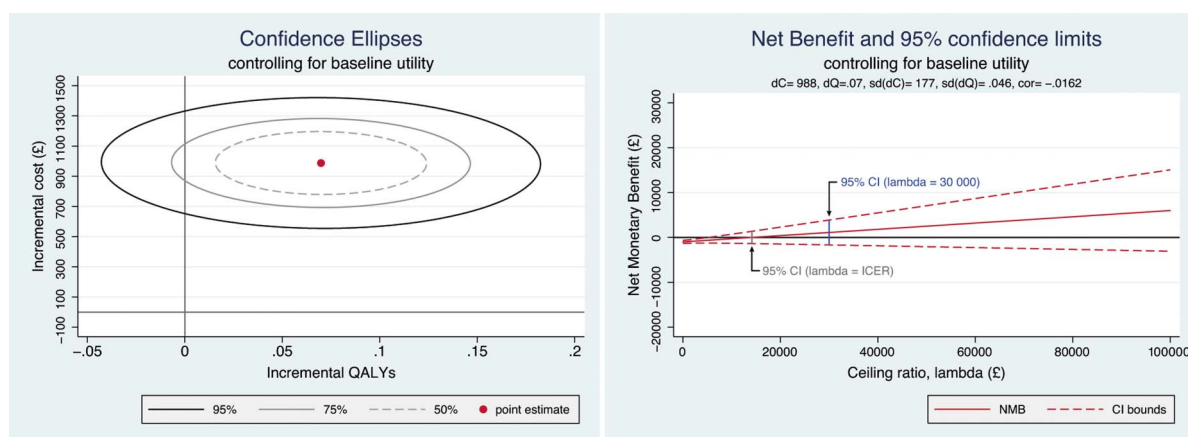 Confidence Ellipses
controlling for baseline utility
Incremental cost (£)
1500
1300
1100
900
700
500
300
100
−100
−.05 0 .05 .1 .15 .2
Incremental QALYs
95% 75% 50% point estimate
Net Benefit and 95% confidence limits
controlling for baseline utility
dC= 988, dQ=.07, sd(dC)= 177, sd(dQ)= .046, cor= −.0162
Net Monetary Benefit (£)
30000
20000
10000
0
−10000
−20000
95% CI (lambda = 30 000)
95% CI (lambda = ICER)
0 20000 40000 60000 80000 100000
Ceiling ratio, lambda (£)
NMB CI bounds